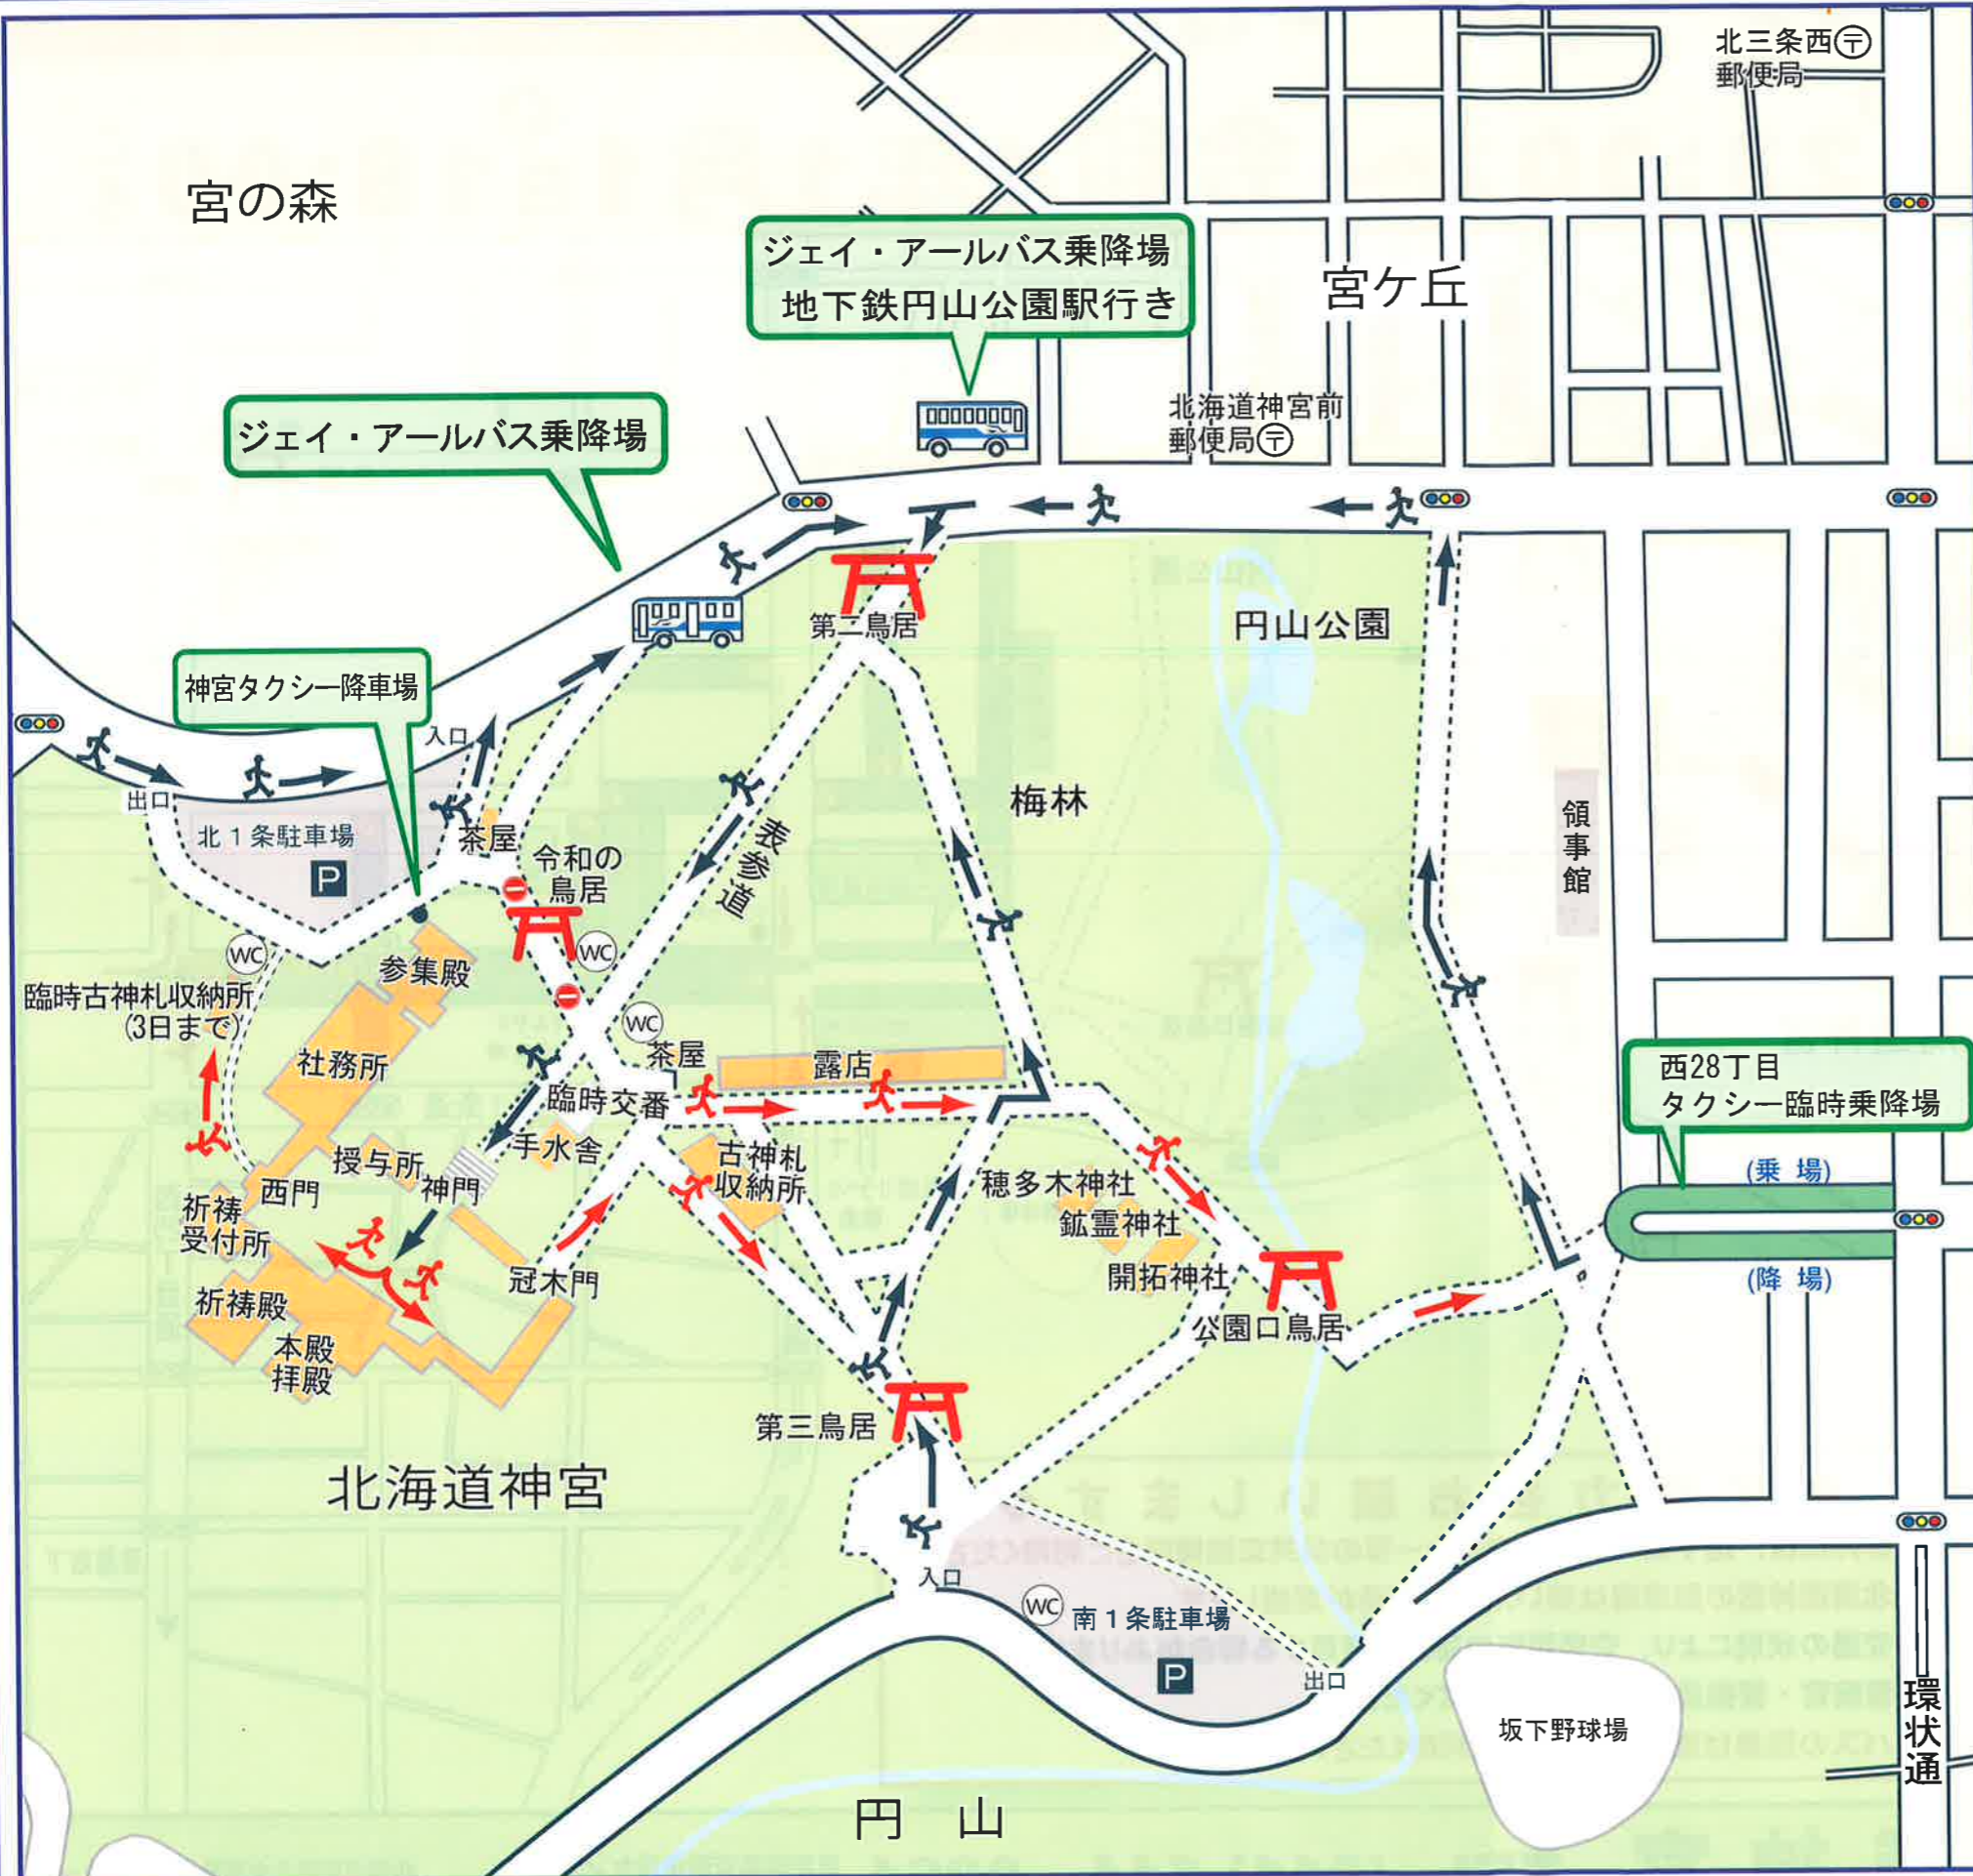 北三条西〒
郵便局
宮の森
ジェイ・アールバス乗降場
地下鉄円山公園駅行き
宮ケ丘
ジェイ・アールバス乗降場
北海道神宮前
郵便局〒
第二鳥居
円山公園
神宮タクシー降車場
入口
出口
北1条駐車場
P
茶屋
令和の
鳥居
表参道
梅林
領事館
WC
WC
WC
参集殿
臨時古神札収納所
(3日まで)
社務所
茶屋
露店
臨時交番
手水舎
授与所
神門
西門
古神札
収納所
穂多木神社
鉱霊神社
開拓神社
公園口鳥居
西28丁目
タクシー臨時乗降場
(乗 場)
(降 場)
祈祷
受付所
祈祷殿
本殿
拝殿
冠木門
第三鳥居
北海道神宮
入口
WC
南1条駐車場
P
出口
坂下野球場
環状通
円 山